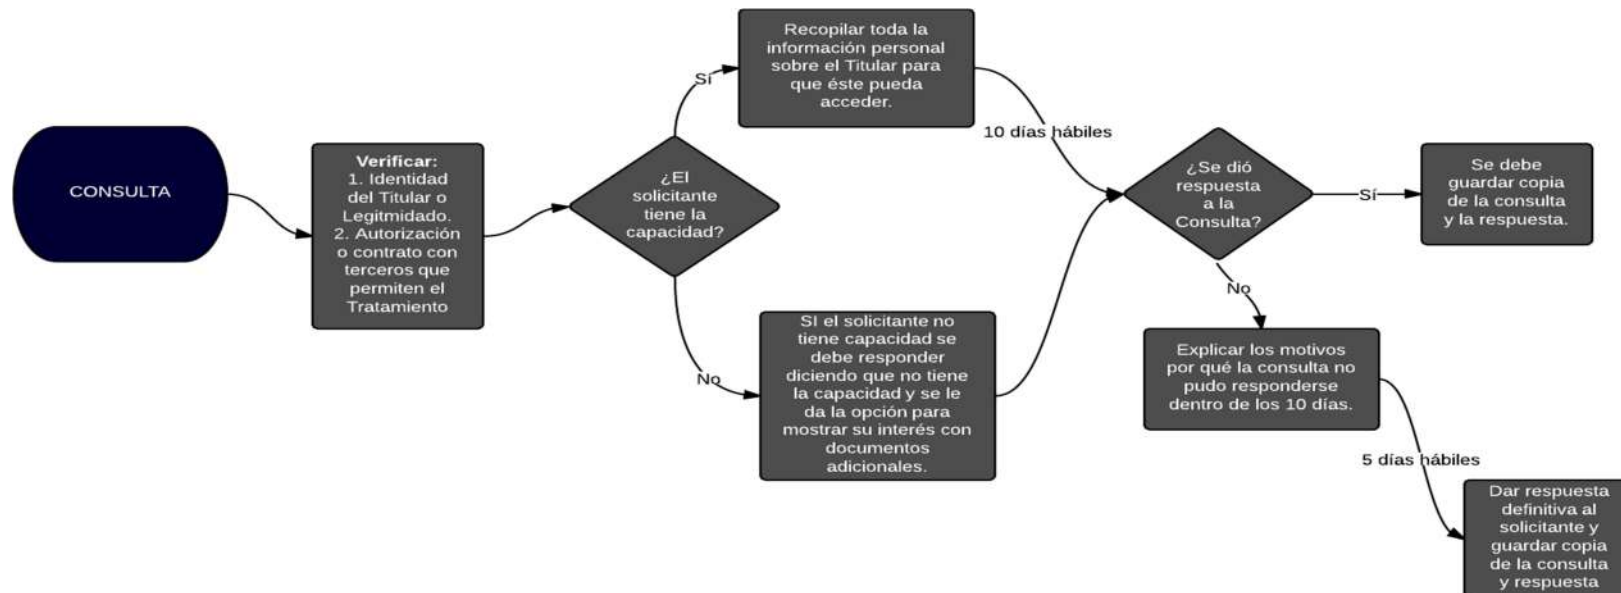 CONSULTA
Verificar:
1. Identidad
del Titular o
Legitmidado.
2. Autorización
o contrato con
terceros que
permiten el
Tratamiento
¿El
solicitante
tiene la
capacidad?
Sí
Recopilar toda la
información personal
sobre el Titular para
que éste pueda
acceder.
No
SI el solicitante no
tiene capacidad se
debe responder
diciendo que no tiene
la capacidad y se le
da la opción para
mostrar su interés con
documentos
adicionales.
10 días hábiles
¿Se dió
respuesta
a la
Consulta?
Sí
Se debe
guardar copia
de la consulta
y la respuesta.
No
Explicar los motivos
por qué la consulta no
pudo responderse
dentro de los 10 días.
5 días hábiles
Dar respuesta
definitiva al
solicitante y
guardar copia
de la consulta
y respuesta